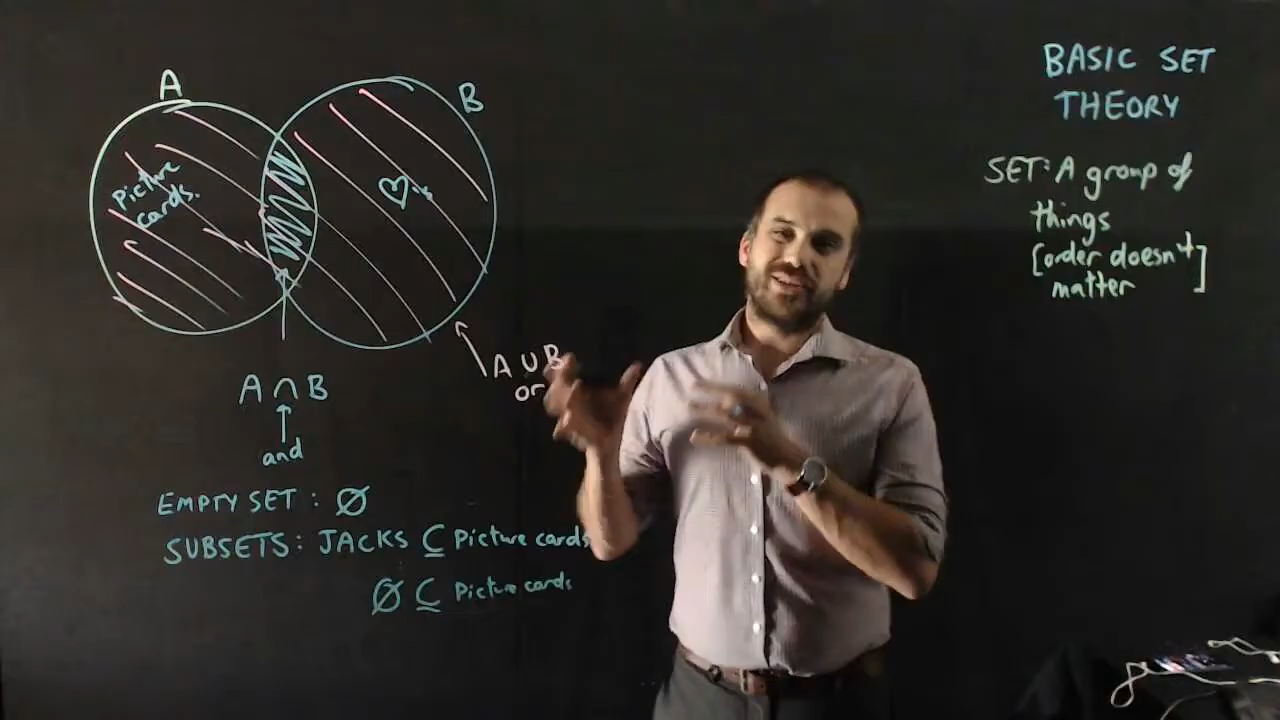 BASIC SET
THEORY
SET: A group of
things
[order doesn't
matter]
A
B
Picture
cards.
♡'s
A ∪ B
or
A ∩ B
and
EMPTY SET : Ø
SUBSETS: JACKS ⊆ Picture cards
Ø ⊆ Picture cards